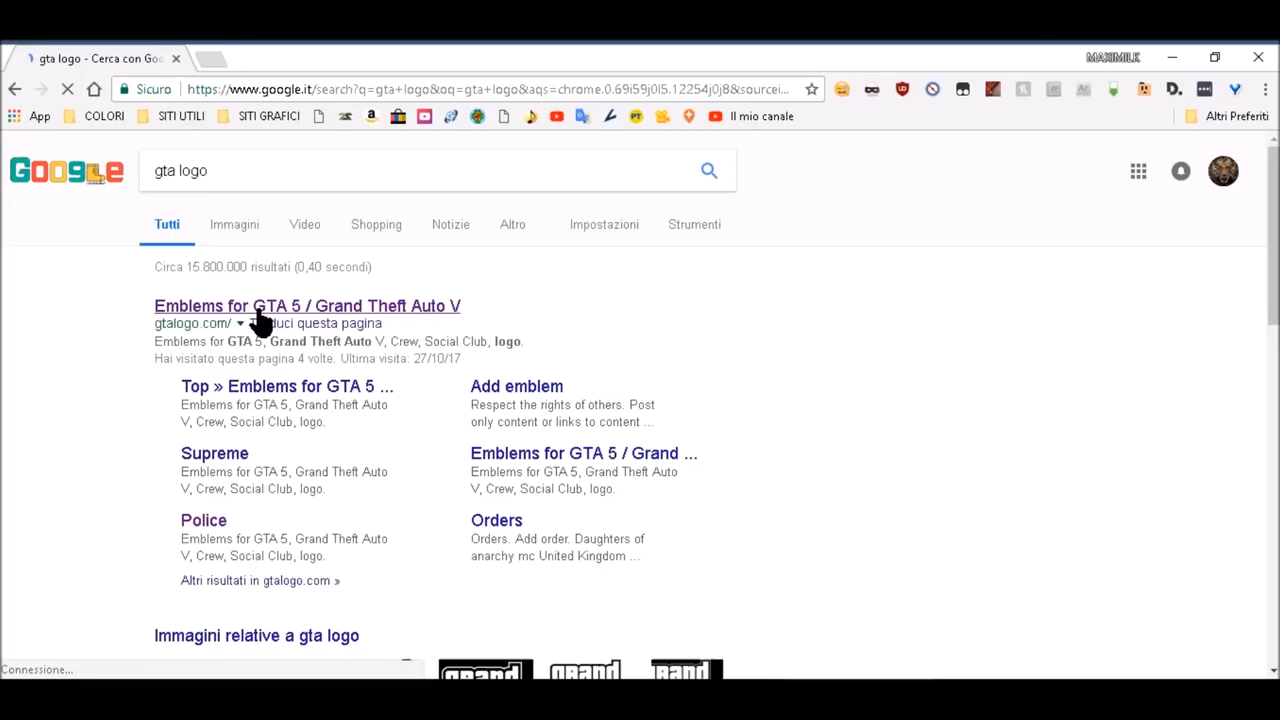 gta logo - Cerca con Goo
MAXIMILK
Sicuro
https://www.google.it/search?q=gta+logo&oq=gta+logo&aqs=chrome.0.69i59j0l5.12254j0j8&sourcei...
App
COLORI
SITI UTILI
SITI GRAFICI
Il mio canale
Altri Preferiti
Google
gta logo
Tutti
Immagini
Video
Shopping
Notizie
Altro
Impostazioni
Strumenti
Circa 15.800.000 risultati (0,40 secondi)
Emblems for GTA 5 / Grand Theft Auto V
gtalogo.com/ questa pagina
Emblems for GTA 5, Grand Theft Auto V, Crew, Social Club, logo.
Hai visitato questa pagina 4 volte. Ultima visita: 27/10/17
Top » Emblems for GTA 5 ...
Emblems for GTA 5, Grand Theft Auto
V, Crew, Social Club, logo.
Add emblem
Respect the rights of others. Post
only content or links to content ...
Supreme
Emblems for GTA 5, Grand Theft Auto
V, Crew, Social Club, logo.
Emblems for GTA 5 / Grand ...
Emblems for GTA 5, Grand Theft Auto
V, Crew, Social Club, logo.
Police
Emblems for GTA 5, Grand Theft Auto
V, Crew, Social Club, logo.
Orders
Orders. Add order. Daughters of
anarchy mc United Kingdom ...
Altri risultati in gtalogo.com »
Immagini relative a gta logo
Connessione...
grand
grand